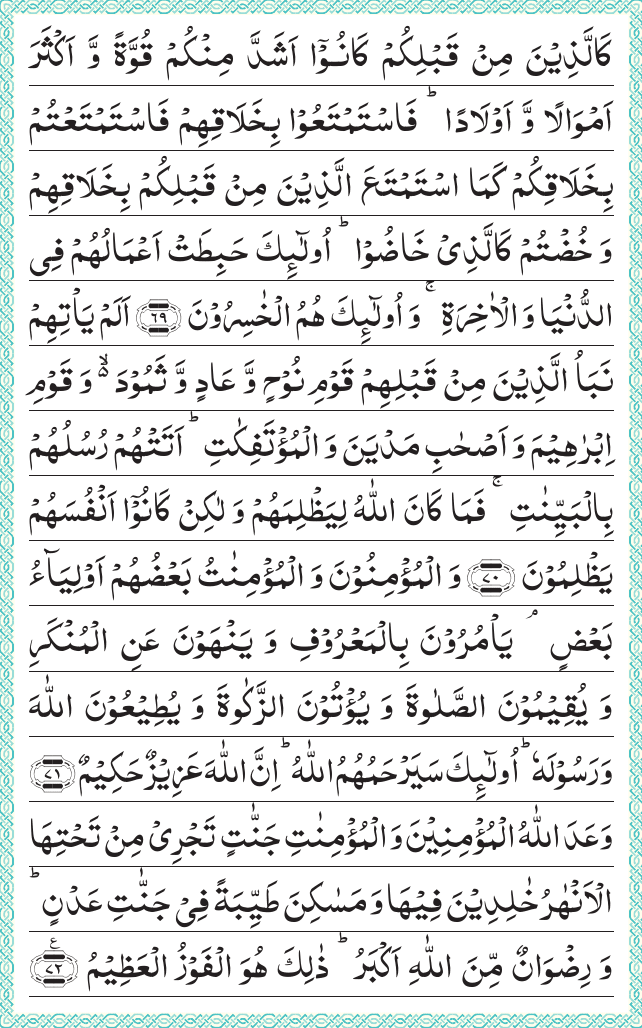 كَالَّذِيۡنَ مِنۡ قَبۡلِكُمۡ كَانُوۡۤا اَشَدَّ مِنۡكُمۡ قُوَّةً وَّ اَكۡثَرَ
اَمۡوَالًا وَّ اَوۡلَادًا ؕ فَاسۡتَمۡتَعُوۡا بِخَلَاقِهِمۡ فَاسۡتَمۡتَعۡتُمۡ
بِخَلَاقِكُمۡ كَمَا اسۡتَمۡتَعَ الَّذِيۡنَ مِنۡ قَبۡلِكُمۡ بِخَلَاقِهِمۡ
وَ خُضۡتُمۡ كَالَّذِىۡ خَاضُوۡا ؕ اُولٰٓٮِٕكَ حَبِطَتۡ اَعۡمَالُهُمۡ فِى
الدُّنۡيَا وَ الۡاٰخِرَةِ ۚ وَ اُولٰٓٮِٕكَ هُمُ الۡخٰسِرُوۡنَ ﴿٦٩﴾ اَلَمۡ يَاۡتِهِمۡ
نَبَاُ الَّذِيۡنَ مِنۡ قَبۡلِهِمۡ قَوۡمِ نُوۡحٍ وَّ عَادٍ وَّ ثَمُوۡدَ ۙ۬ وَ قَوۡمِ
اِبۡرٰهِيۡمَ وَ اَصۡحٰبِ مَدۡيَنَ وَ الۡمُؤۡتَفِكٰتِ ؕ اَتَتۡهُمۡ رُسُلُهُمۡ
بِالۡبَيِّنٰتِ ۚ فَمَا كَانَ اللّٰهُ لِيَظۡلِمَهُمۡ وَ لٰكِنۡ كَانُوۡۤا اَنۡفُسَهُمۡ
يَظۡلِمُوۡنَ ﴿٧٠﴾ وَ الۡمُؤۡمِنُوۡنَ وَ الۡمُؤۡمِنٰتُ بَعۡضُهُمۡ اَوۡلِيَآءُ
بَعۡضٍ ۘ يَاۡمُرُوۡنَ بِالۡمَعۡرُوۡفِ وَ يَنۡهَوۡنَ عَنِ الۡمُنۡكَرِ
وَ يُقِيۡمُوۡنَ الصَّلٰوةَ وَ يُؤۡتُوۡنَ الزَّكٰوةَ وَ يُطِيۡعُوۡنَ اللّٰهَ
وَ رَسُوۡلَهٗ ؕ اُولٰٓٮِٕكَ سَيَرۡحَمُهُمُ اللّٰهُ ؕ اِنَّ اللّٰهَ عَزِيۡزٌ حَكِيۡمٌ ﴿٧١﴾
وَعَدَ اللّٰهُ الۡمُؤۡمِنِيۡنَ وَ الۡمُؤۡمِنٰتِ جَنّٰتٍ تَجۡرِىۡ مِنۡ تَحۡتِهَا
الۡاَنۡهٰرُ خٰلِدِيۡنَ فِيۡهَا وَ مَسٰكِنَ طَيِّبَةً فِىۡ جَنّٰتِ عَدۡنٍ ؕ
وَ رِضۡوَانٌ مِّنَ اللّٰهِ اَكۡبَرُ ؕ ذٰلِكَ هُوَ الۡفَوۡزُ الۡعَظِيۡمُ ﴿٧٢﴾ ع